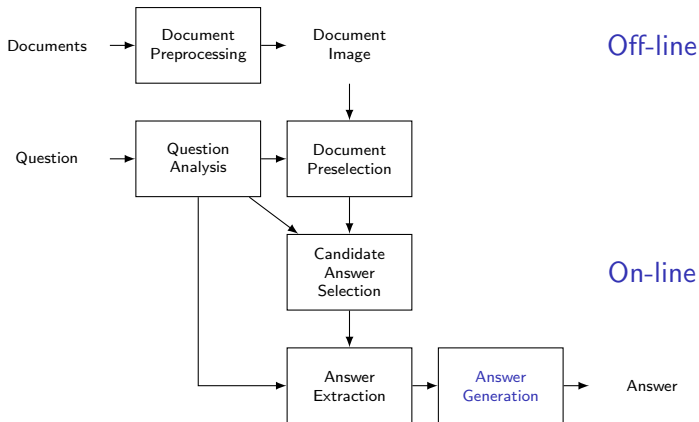 Documents
Document
Preprocessing
Document
Image
Off-line
Question
Question
Analysis
Document
Preselection
Candidate
Answer
Selection
On-line
Answer
Extraction
Answer
Generation
Answer